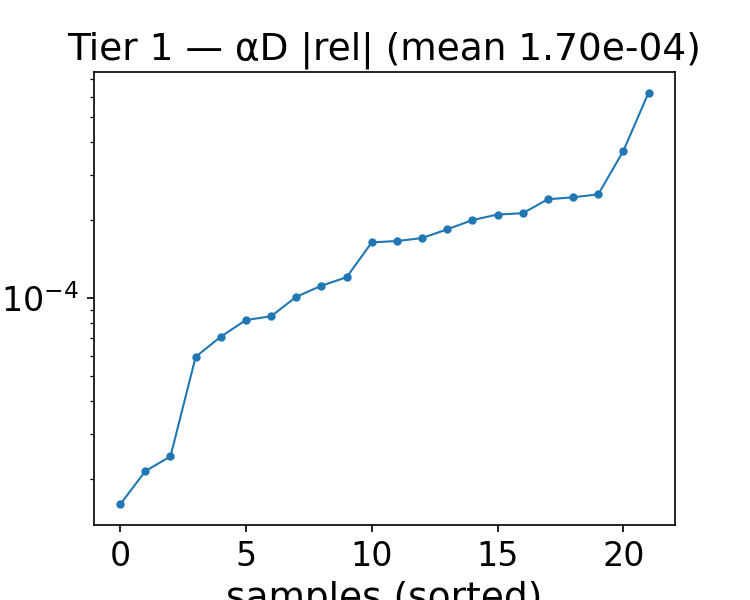 Tier 1 — αD |rel| (mean 1.70e-04)
10⁻⁴
0 5 10 15 20
samples (sorted)